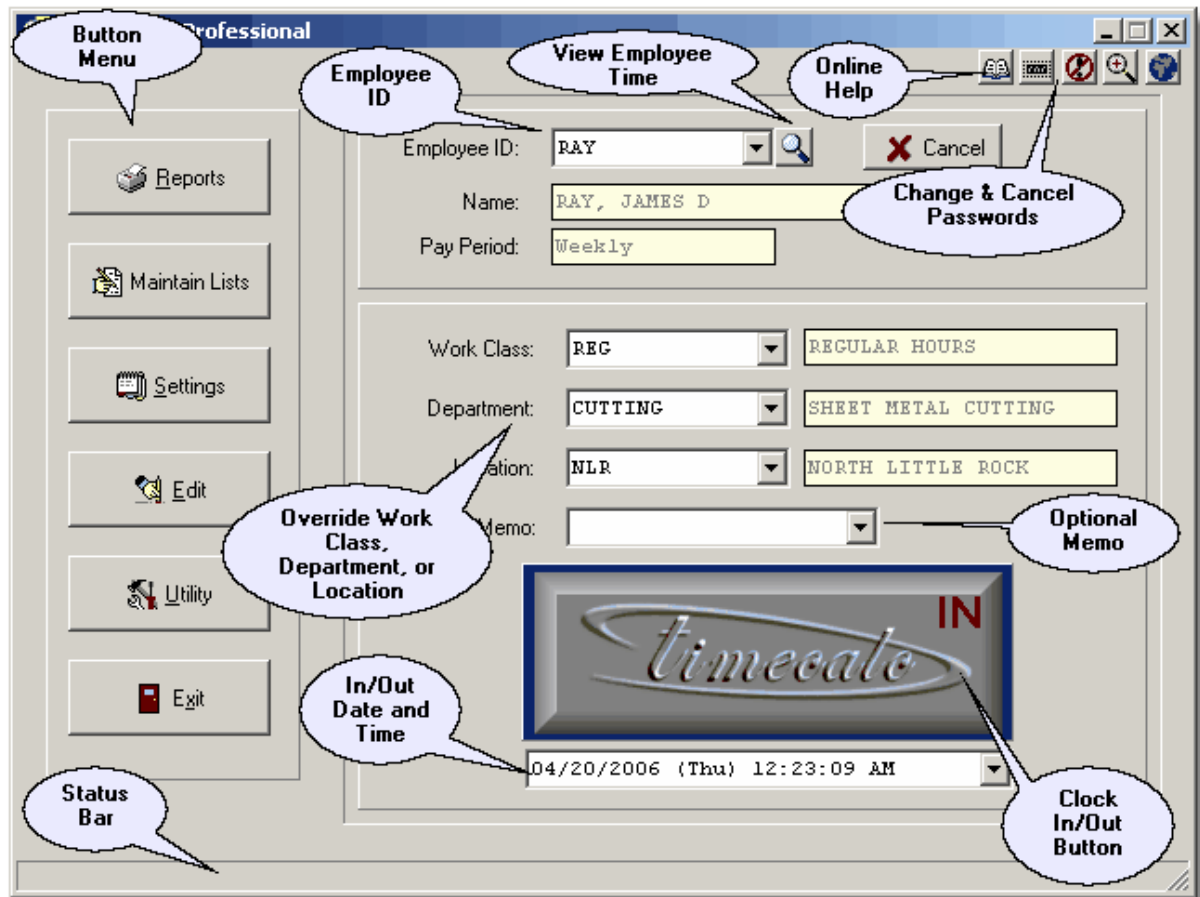 Professional
Button
Menu
View Employee
Time
Employee
ID
Online
Help
Employee ID:
RAY
Cancel
Reports
Change & Cancel
Passwords
Name:
RAY, JAMES D
Pay Period:
Weekly
Maintain Lists
Work Class:
REG
REGULAR HOURS
Settings
Department:
CUTTING
SHEET METAL CUTTING
ation:
NLR
NORTH LITTLE ROCK
Edit
Override Work
Class,
Department, or
Location
Memo:
Optional
Memo
Utility
IN
timecalc
In/Out
Date and
Time
Exit
04/20/2006 (Thu) 12:23:09 AM
Status
Bar
Clock
In/Out
Button